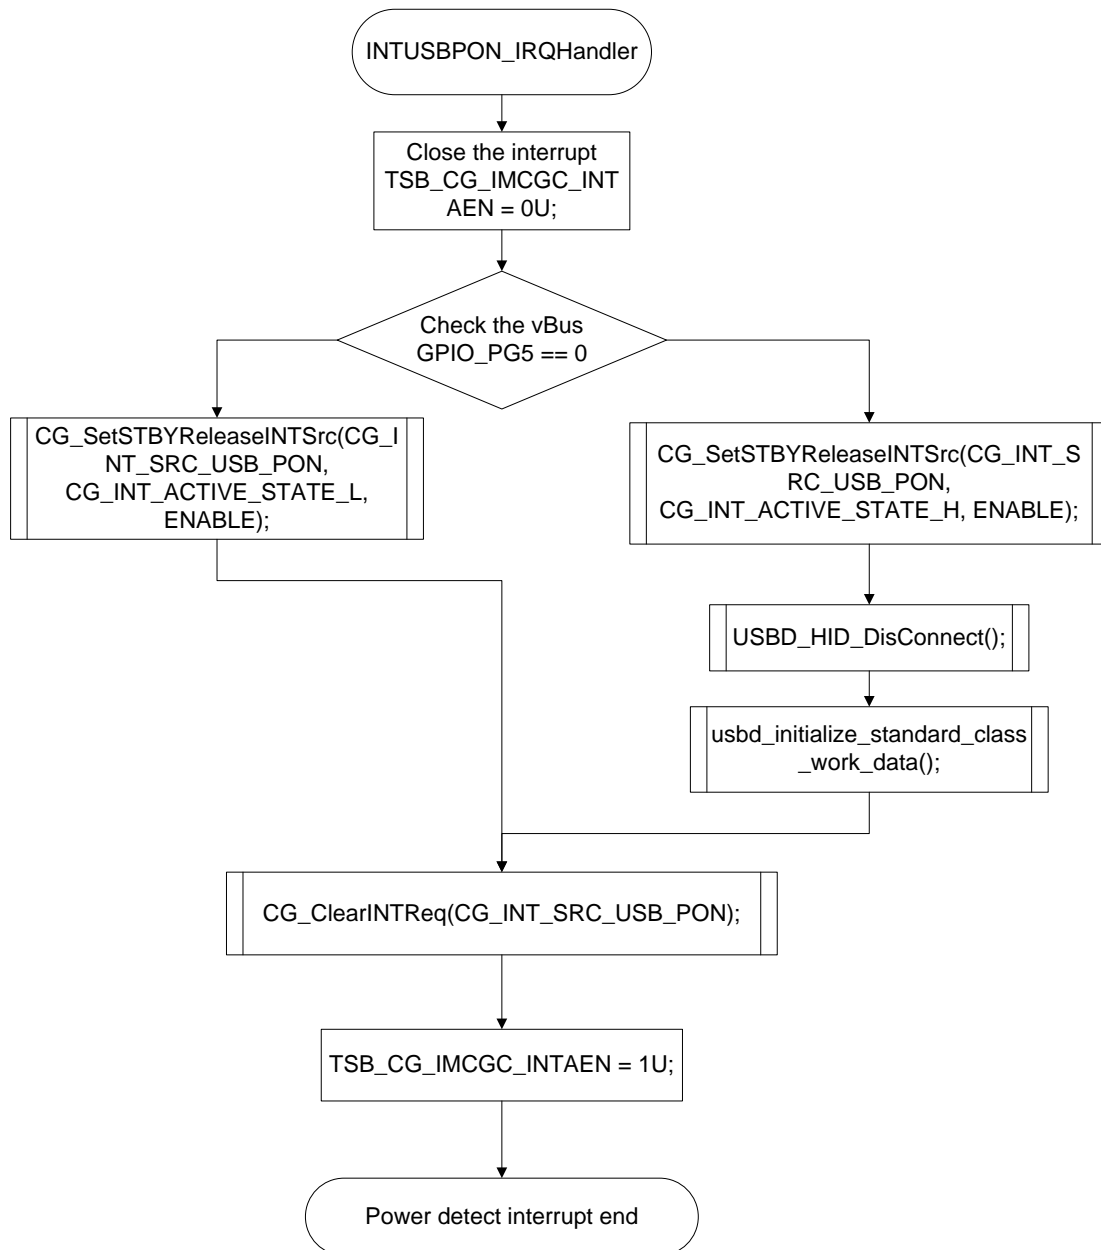 INTUSBPON_IRQHandler
Close the interrupt
TSB_CG_IMCGC_INT
AEN = 0U;
Check the vBus
GPIO_PG5 == 0
CG_SetSTBYReleaseINTSrc(CG_I
NT_SRC_USB_PON,
CG_INT_ACTIVE_STATE_L,
ENABLE);
CG_SetSTBYReleaseINTSrc(CG_INT_S
RC_USB_PON,
CG_INT_ACTIVE_STATE_H, ENABLE);
USBD_HID_DisConnect();
usbd_initialize_standard_class
_work_data();
CG_ClearINTReq(CG_INT_SRC_USB_PON);
TSB_CG_IMCGC_INTAEN = 1U;
Power detect interrupt end